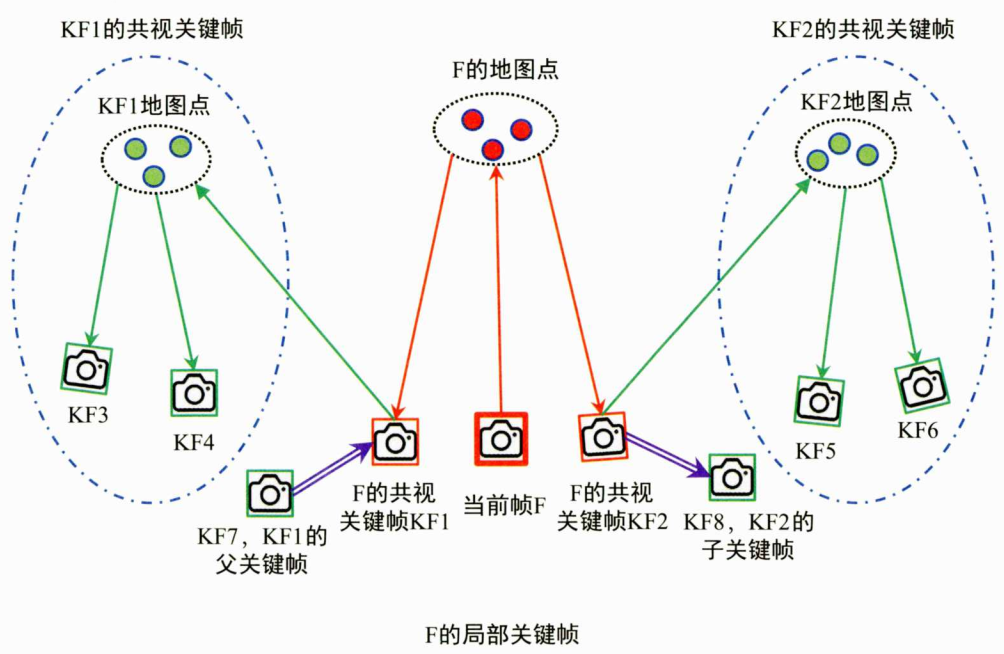 KF1的共视关键帧
KF2的共视关键帧
F的地图点
KF1地图点
KF2地图点
KF3
KF4
KF5
KF6
F的共视
关键帧KF1
当前帧F
F的共视
关键帧KF2
KF7，KF1的
父关键帧
KF8，KF2的
子关键帧
F的局部关键帧